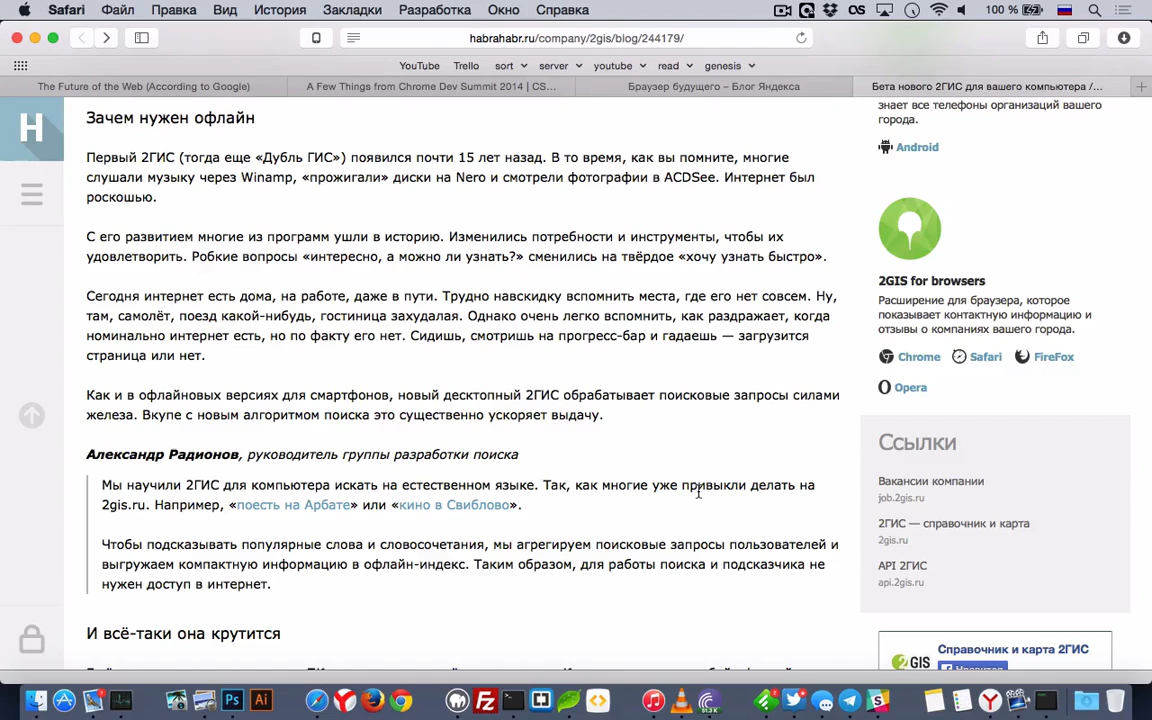 Safari Файл Правка Вид История Закладки Разработка Окно Справка 100 %
habrahabr.ru/company/2gis/blog/244179/
YouTube Trello sort server youtube read genesis
The Future of the Web (According to Google)
A Few Things from Chrome Dev Summit 2014 | CS...
Браузер будущего – Блог Яндекса
Бета нового 2ГИС для вашего компьютера /...
H
Зачем нужен офлайн
Первый 2ГИС (тогда еще «Дубль ГИС») появился почти 15 лет назад. В то время, как вы помните, многие
слушали музыку через Winamp, «прожигали» диски на Nero и смотрели фотографии в ACDSee. Интернет был
роскошью.
С его развитием многие из программ ушли в историю. Изменились потребности и инструменты, чтобы их
удовлетворить. Робкие вопросы «интересно, а можно ли узнать?» сменились на твёрдое «хочу узнать быстро».
Сегодня интернет есть дома, на работе, даже в пути. Трудно навскидку вспомнить места, где его нет совсем. Ну,
там, самолёт, поезд какой-нибудь, гостиница захудалая. Однако очень легко вспомнить, как раздражает, когда
номинально интернет есть, но по факту его нет. Сидишь, смотришь на прогресс-бар и гадаешь — загрузится
страница или нет.
Как и в офлайновых версиях для смартфонов, новый десктопный 2ГИС обрабатывает поисковые запросы силами
железа. Вкупе с новым алгоритмом поиска это существенно ускоряет выдачу.
Александр Радионов, руководитель группы разработки поиска
Мы научили 2ГИС для компьютера искать на естественном языке. Так, как многие уже привыкли делать на
2gis.ru. Например, «поесть на Арбате» или «кино в Свиблово».
Чтобы подсказывать популярные слова и словосочетания, мы агрегируем поисковые запросы пользователей и
выгружаем компактную информацию в офлайн-индекс. Таким образом, для работы поиска и подсказчика не
нужен доступ в интернет.
И всё-таки она крутится
знает все телефоны организаций вашего
города.
Android
2GIS for browsers
Расширение для браузера, которое
показывает контактную информацию и
отзывы о компаниях вашего города.
Chrome Safari FireFox
Opera
Ссылки
Вакансии компании
job.2gis.ru
2ГИС — справочник и карта
2gis.ru
API 2ГИС
api.2gis.ru
2GIS
Справочник и карта 2ГИС
Ps Ai Fz